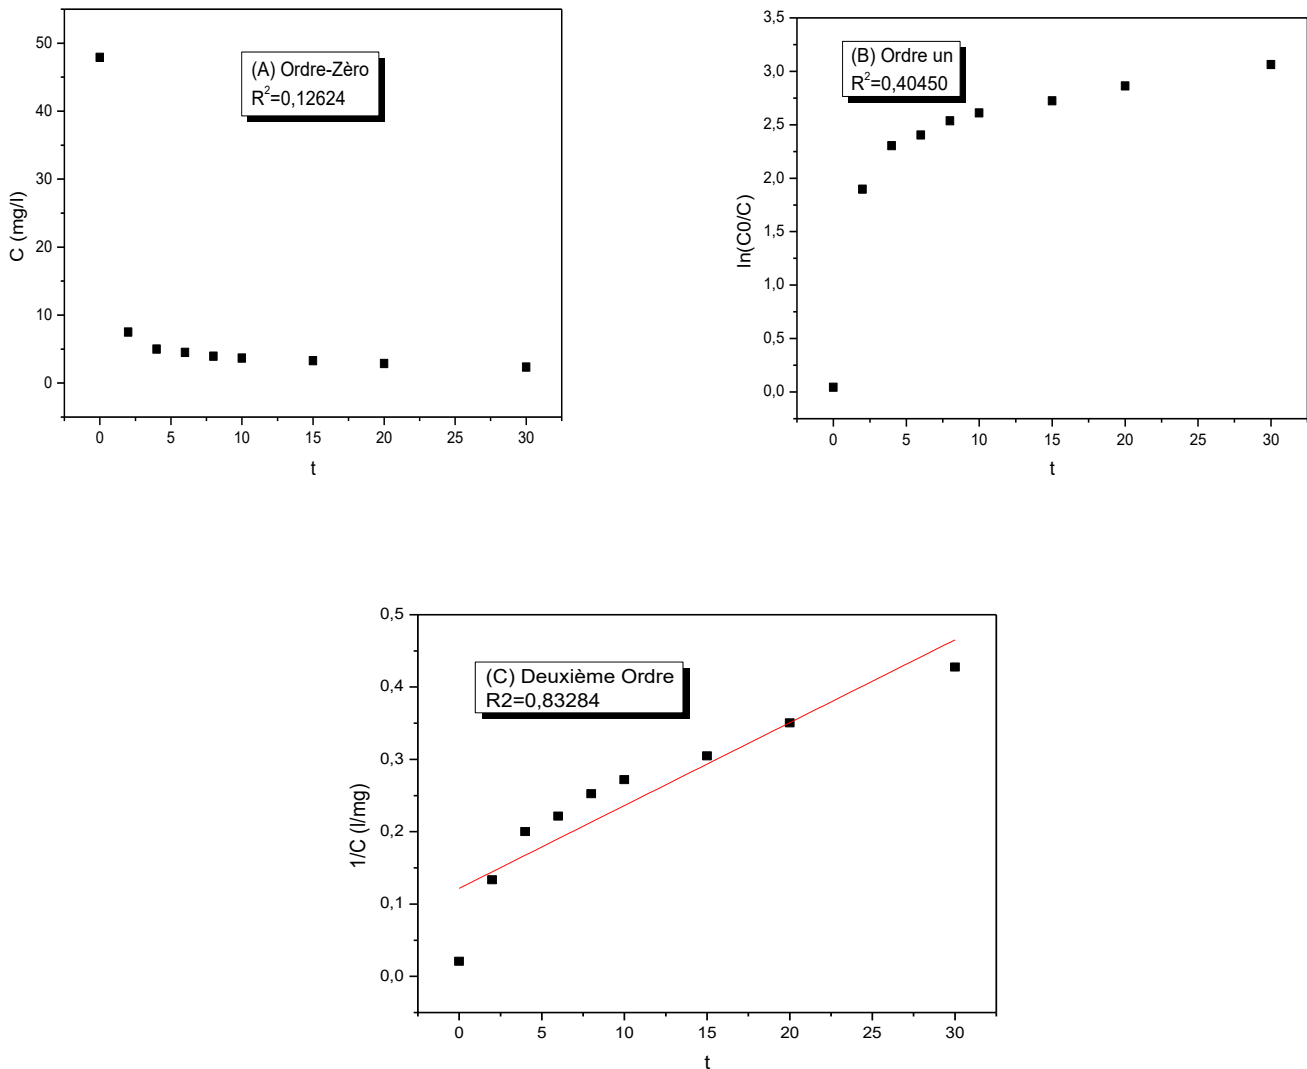 (A) Ordre-Zèro
R²=0,12624
50
40
30
20
10
0
C (mg/l)
0 5 10 15 20 25 30
t
(B) Ordre un
R²=0,40450
3,5
3,0
2,5
2,0
1,5
1,0
0,5
0,0
ln(C0/C)
0 5 10 15 20 25 30
t
(C) Deuxième Ordre
R2=0,83284
0,5
0,4
0,3
0,2
0,1
0,0
1/C (l/mg)
0 5 10 15 20 25 30
t